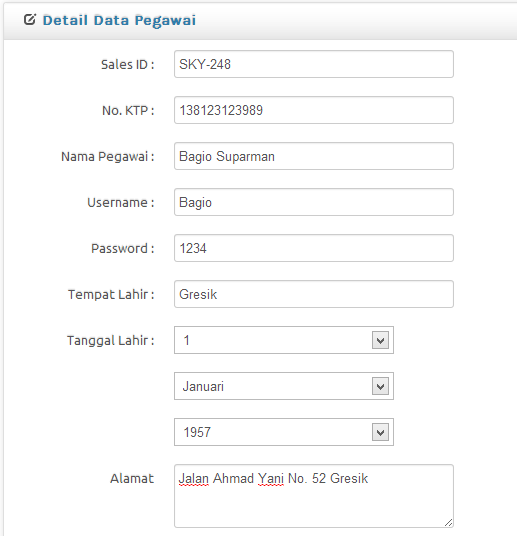 Detail Data Pegawai
Sales ID : SKY-248
No. KTP : 138123123989
Nama Pegawai : Bagio Suparman
Username : Bagio
Password : 1234
Tempat Lahir : Gresik
Tanggal Lahir : 1
Januari
1957
Alamat Jalan Ahmad Yani No. 52 Gresik